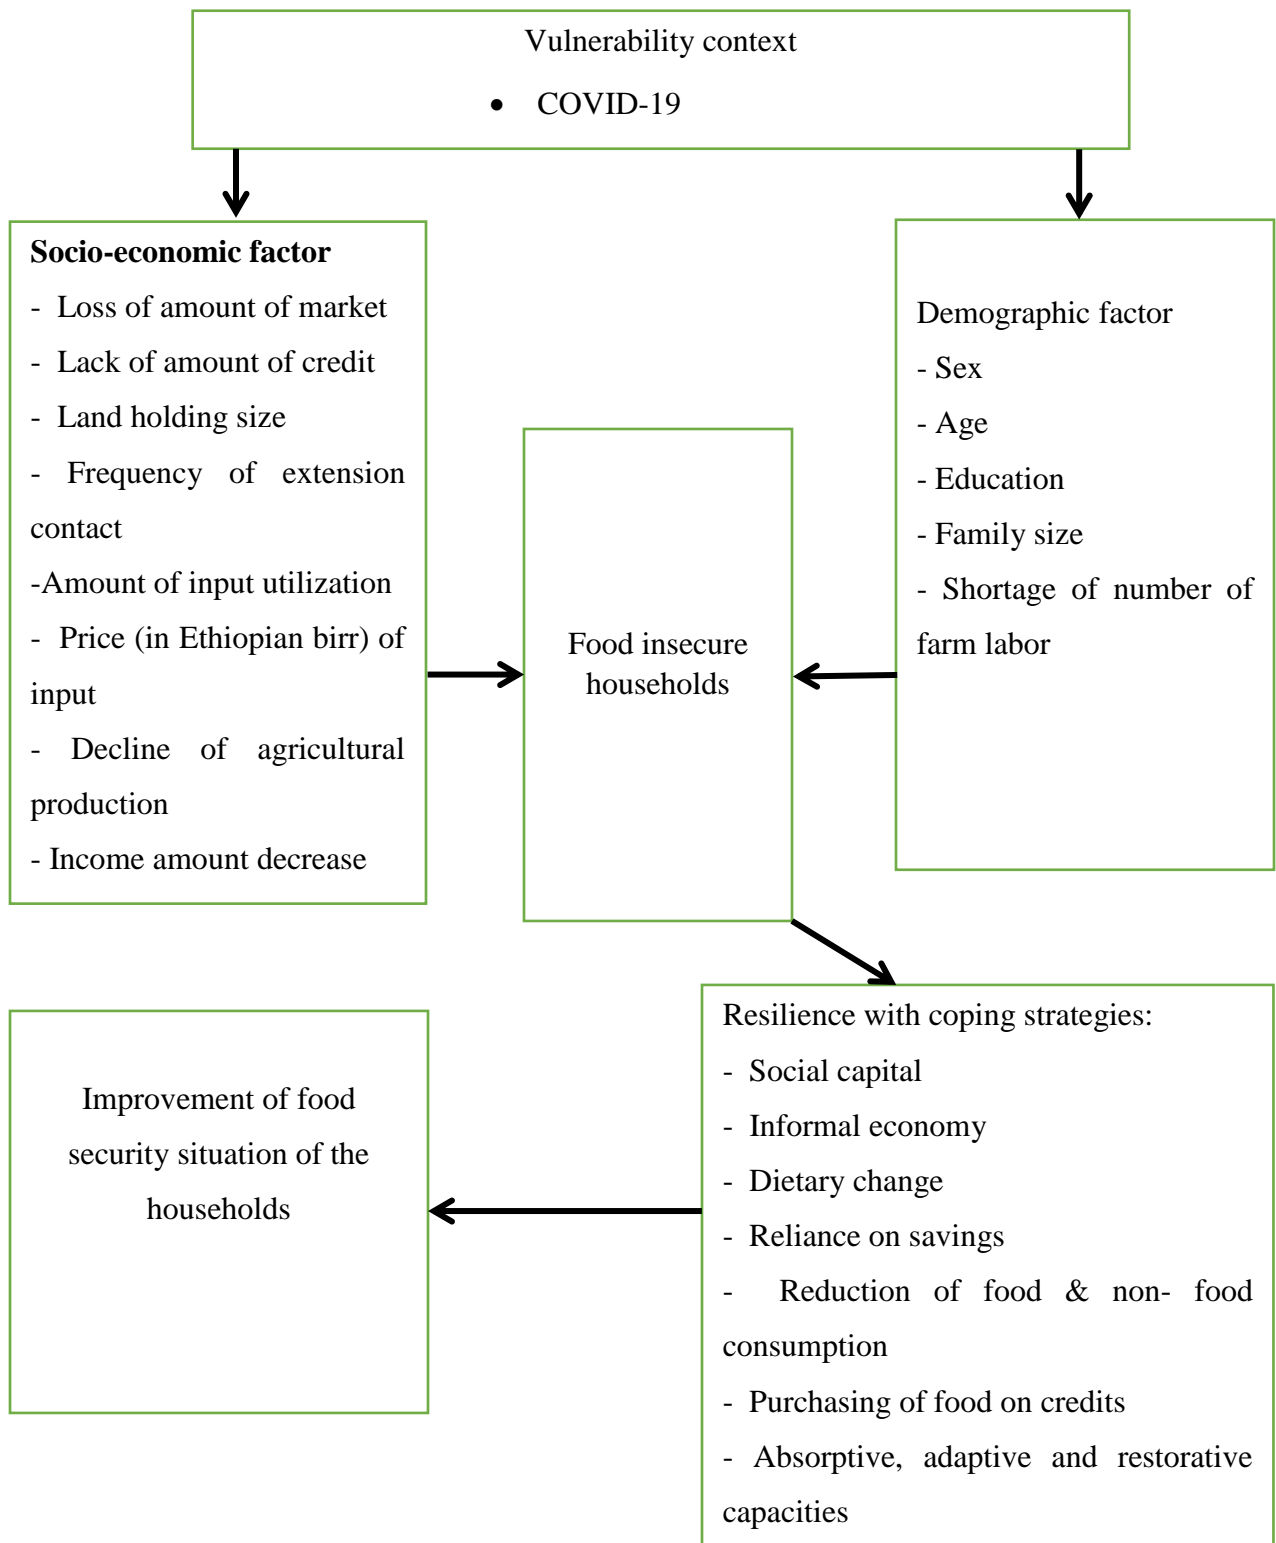 Vulnerability context
• COVID-19
Socio-economic factor
- Loss of amount of market
- Lack of amount of credit
- Land holding size
- Frequency of extension
contact
-Amount of input utilization
- Price (in Ethiopian birr) of
input
- Decline of agricultural
production
- Income amount decrease
Demographic factor
- Sex
- Age
- Education
- Family size
- Shortage of number of
farm labor
Food insecure
households
Resilience with coping strategies:
- Social capital
- Informal economy
- Dietary change
- Reliance on savings
- Reduction of food & non- food
consumption
- Purchasing of food on credits
- Absorptive, adaptive and restorative
capacities
Improvement of food
security situation of the
households